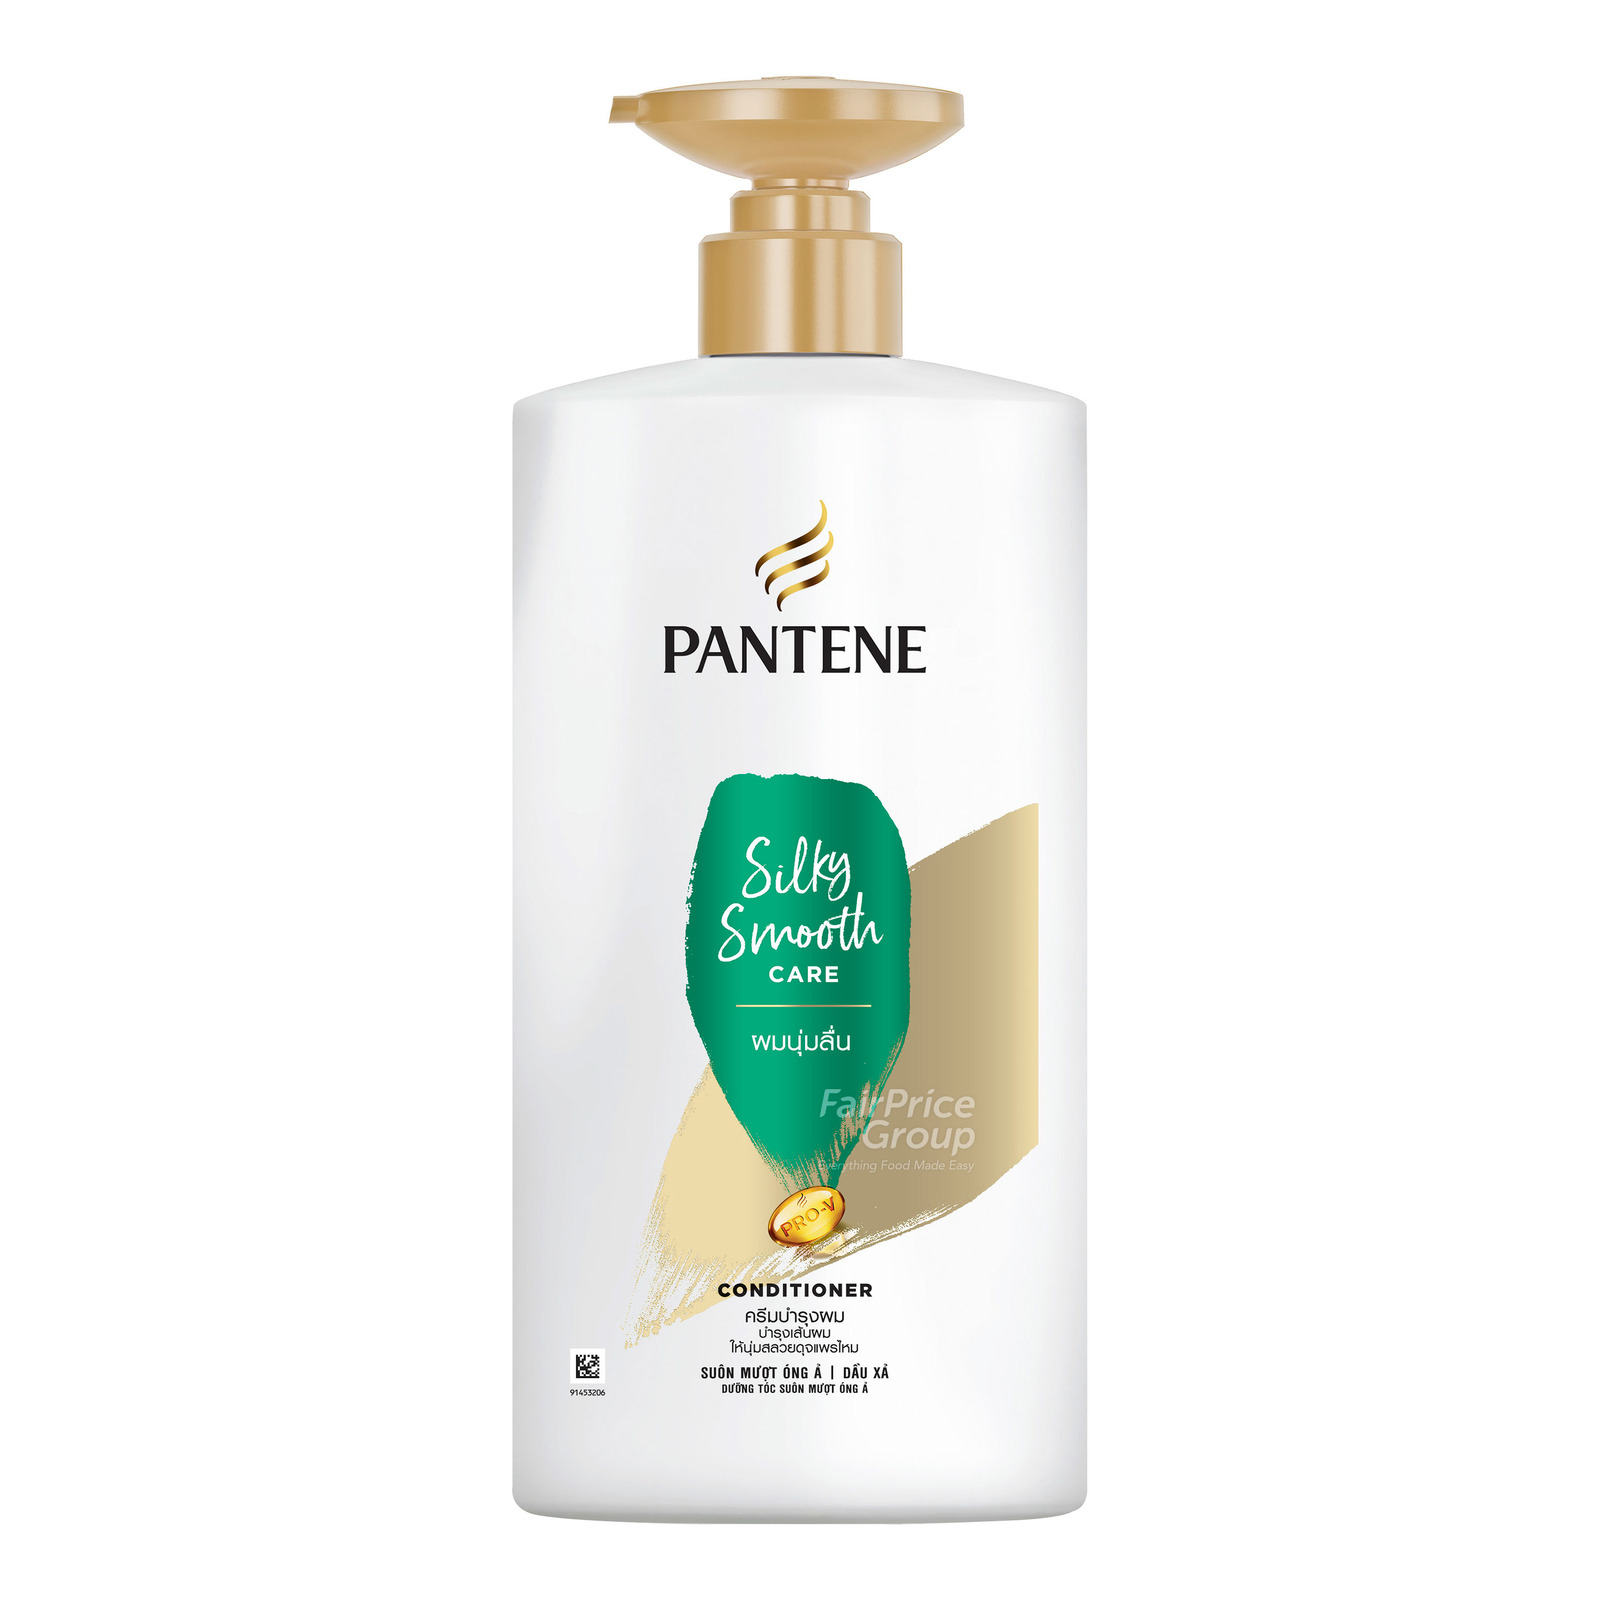 PANTENE
Silky
Smooth
CARE
ผมนุ่มลื่น
FairPrice
Group
Everything Food Made Easy
PRO-V
CONDITIONER
ครีมบำรุงผม
บำรุงเส้นผม
ให้นุ่มสลวยดุจแพรไหม
SUÔN MƯỢT ÓNG Ả | DẦU XẢ
DƯỠNG TÓC SUÔN MƯỢT ÓNG Ả
91453206